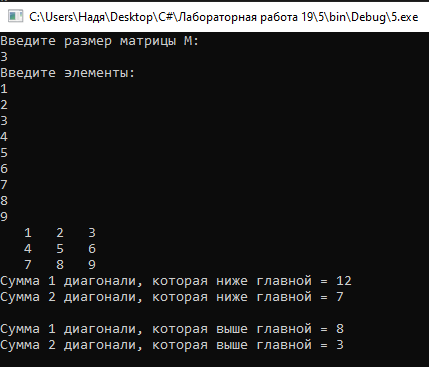 C:\Users\Надя\Desktop\C#\Лабораторная работа 19\5\bin\Debug\5.exe
Введите размер матрицы M:
3
Введите элементы:
1
2
3
4
5
6
7
8
9
1 2 3
4 5 6
7 8 9
Сумма 1 диагонали, которая ниже главной = 12
Сумма 2 диагонали, которая ниже главной = 7
Сумма 1 диагонали, которая выше главной = 8
Сумма 2 диагонали, которая выше главной = 3